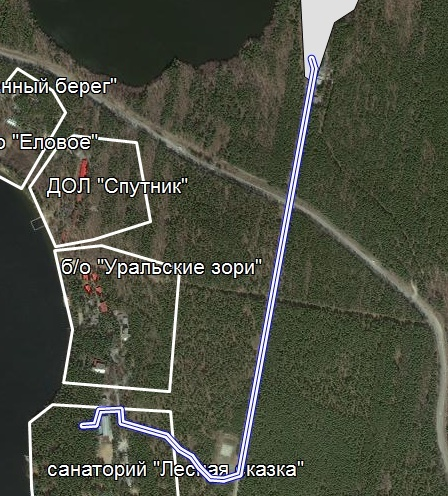 нный берег"
о "Еловое"
ДОЛ "Спутник"
б/о "Уральские зори"
санаторий "Лесная сказка"